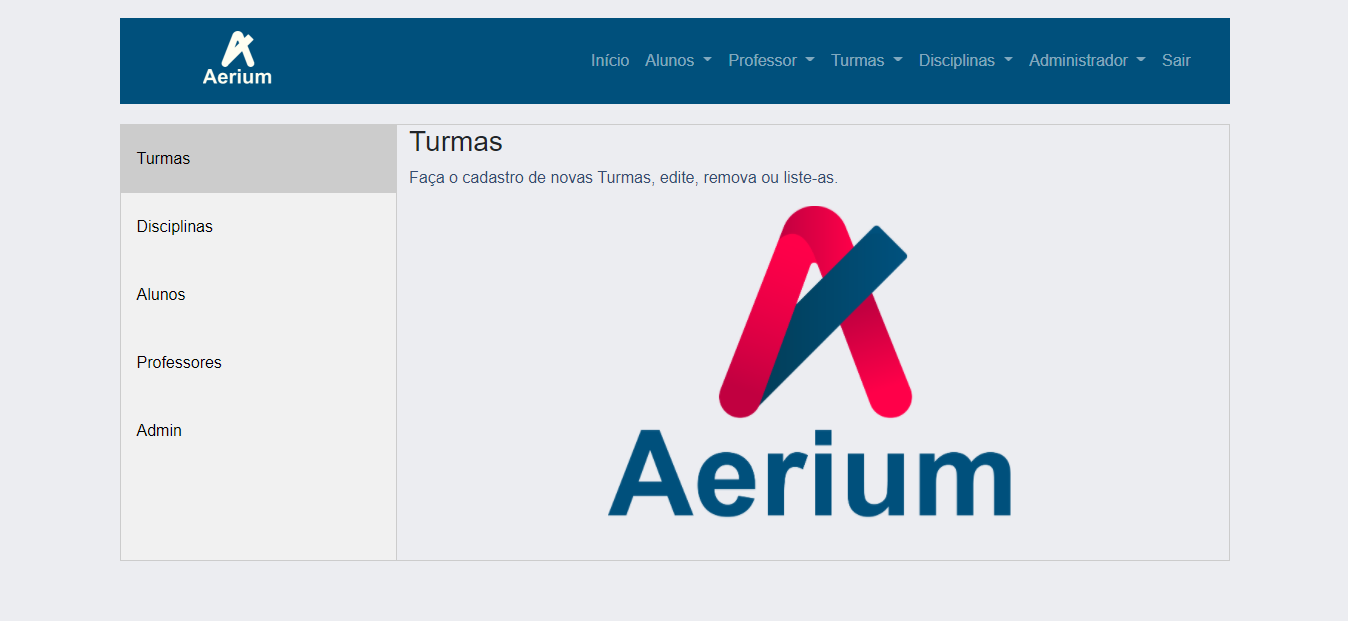 Aerium
Início Alunos Professor Turmas Disciplinas Administrador Sair
Turmas
Disciplinas
Alunos
Professores
Admin
Turmas
Faça o cadastro de novas Turmas, edite, remova ou liste-as.
Aerium